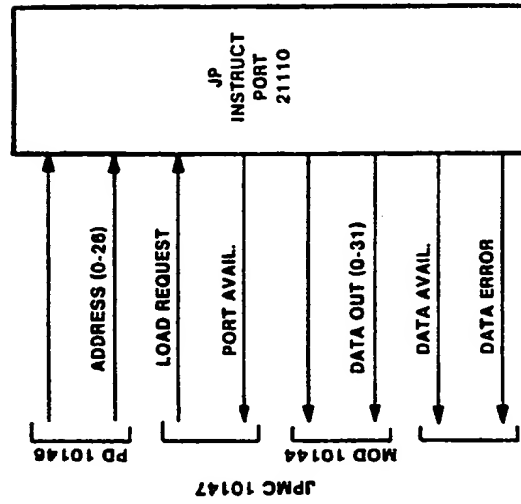 JP
INSTRUCT
PORT
21110
ADDRESS (0-26)
LOAD REQUEST
PORT AVAIL.
DATA OUT (0-31)
DATA AVAIL.
DATA ERROR
PD 10146
MOD 10144
JPMC 10147